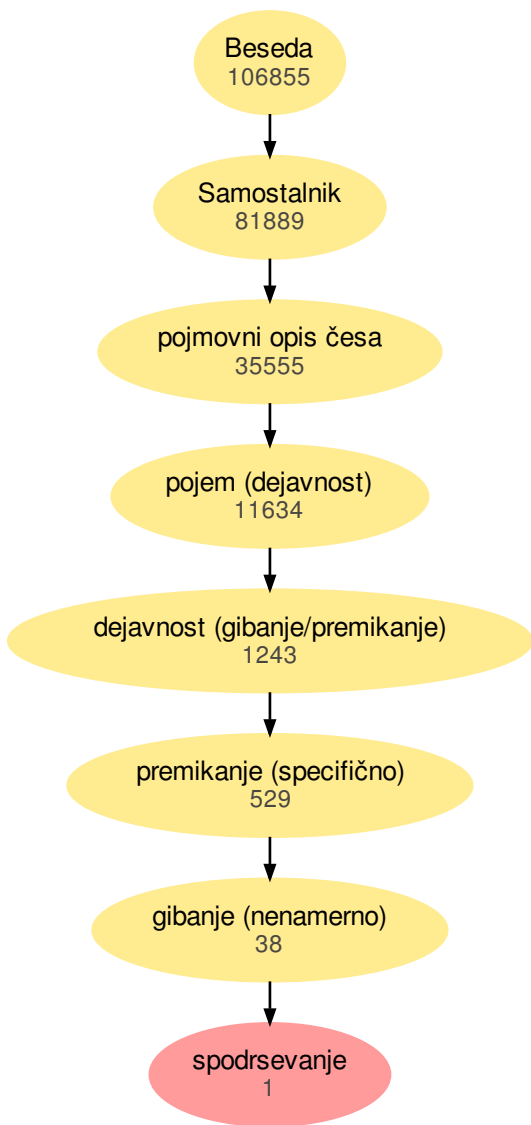 Beseda
106855
Samostalnik
81889
pojmovni opis česa
35555
pojem (dejavnost)
11634
dejavnost (gibanje/premikanje)
1243
premikanje (specifično)
529
gibanje (nenamerno)
38
spodrsevanje
1